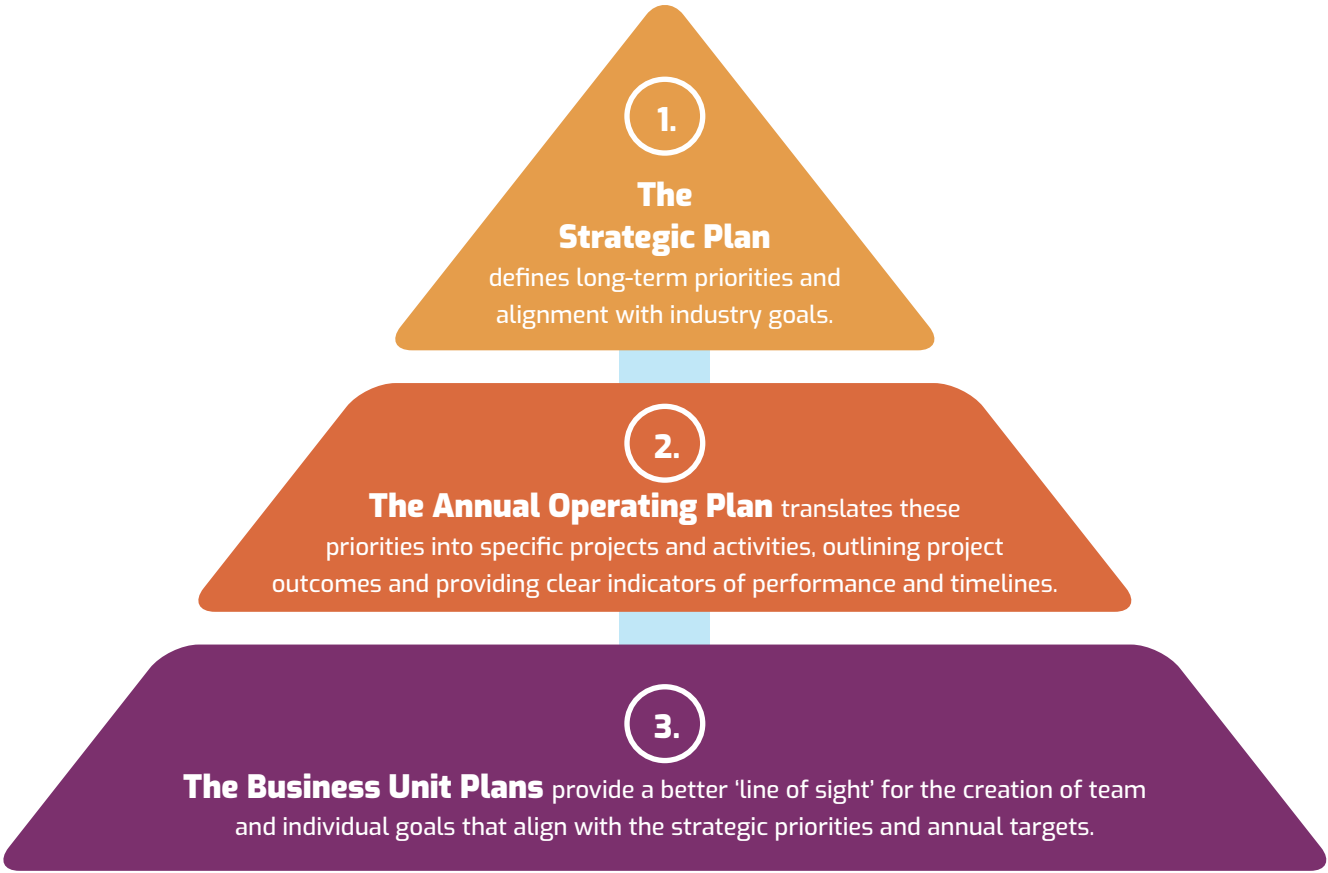 1.
The
Strategic Plan
defines long-term priorities and
alignment with industry goals.
2.
The Annual Operating Plan translates these
priorities into specific projects and activities, outlining project
outcomes and providing clear indicators of performance and timelines.
3.
The Business Unit Plans provide a better ‘line of sight’ for the creation of team
and individual goals that align with the strategic priorities and annual targets.